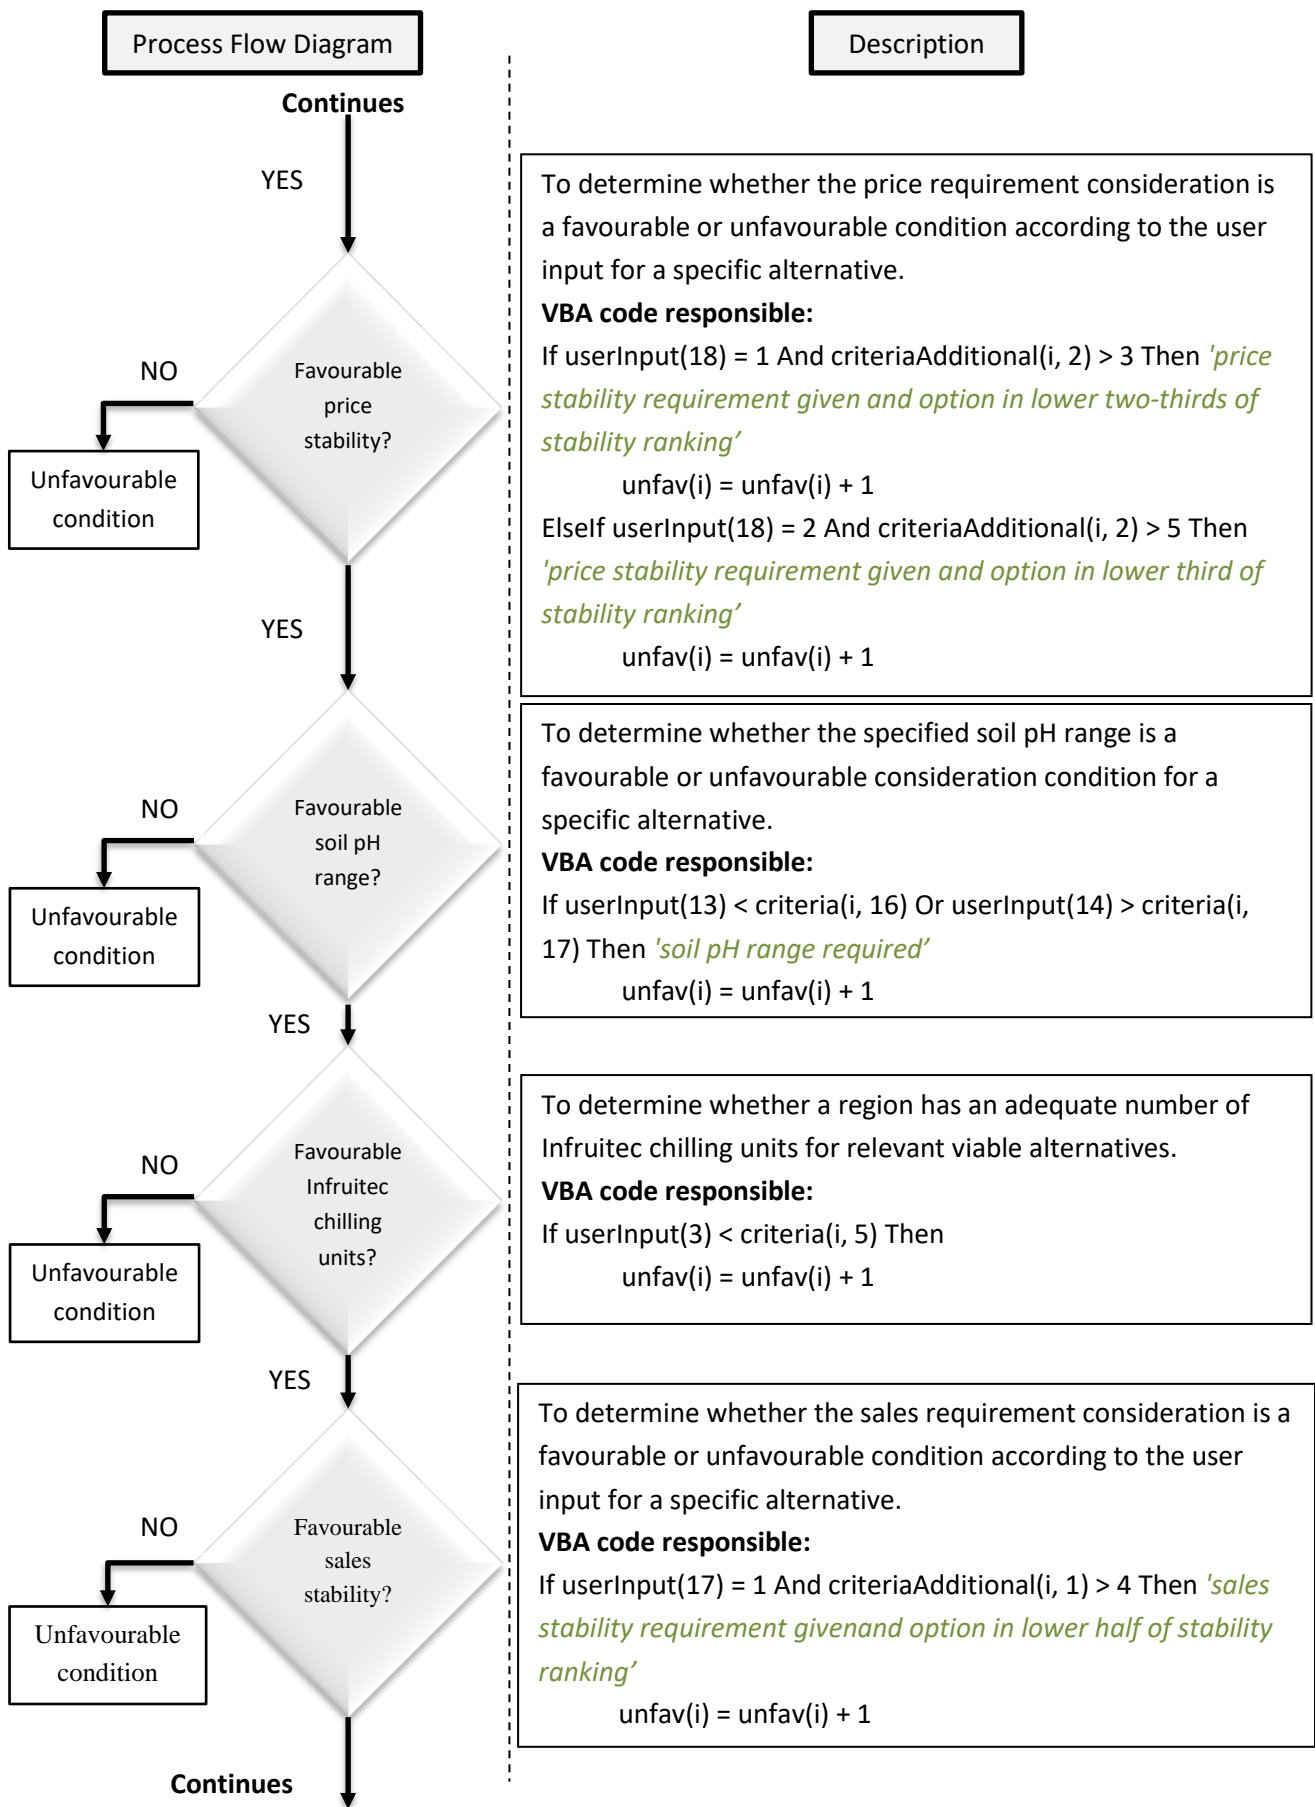 Process Flow Diagram
Description
Continues
YES
Favourable
price
stability?
NO
Unfavourable
condition
To determine whether the price requirement consideration is
a favourable or unfavourable condition according to the user
input for a specific alternative.
VBA code responsible:
If userInput(18) = 1 And criteriaAdditional(i, 2) > 3 Then 'price
stability requirement given and option in lower two-thirds of
stability ranking’
unfav(i) = unfav(i) + 1
ElseIf userInput(18) = 2 And criteriaAdditional(i, 2) > 5 Then
'price stability requirement given and option in lower third of
stability ranking’
unfav(i) = unfav(i) + 1
YES
Favourable
soil pH
range?
NO
Unfavourable
condition
To determine whether the specified soil pH range is a
favourable or unfavourable consideration condition for a
specific alternative.
VBA code responsible:
If userInput(13) < criteria(i, 16) Or userInput(14) > criteria(i,
17) Then 'soil pH range required’
unfav(i) = unfav(i) + 1
YES
Favourable
Infruitec
chilling
units?
NO
Unfavourable
condition
To determine whether a region has an adequate number of
Infruitec chilling units for relevant viable alternatives.
VBA code responsible:
If userInput(3) < criteria(i, 5) Then
unfav(i) = unfav(i) + 1
YES
Favourable
sales
stability?
NO
Unfavourable
condition
To determine whether the sales requirement consideration is a
favourable or unfavourable condition according to the user
input for a specific alternative.
VBA code responsible:
If userInput(17) = 1 And criteriaAdditional(i, 1) > 4 Then 'sales
stability requirement givenand option in lower half of stability
ranking’
unfav(i) = unfav(i) + 1
Continues